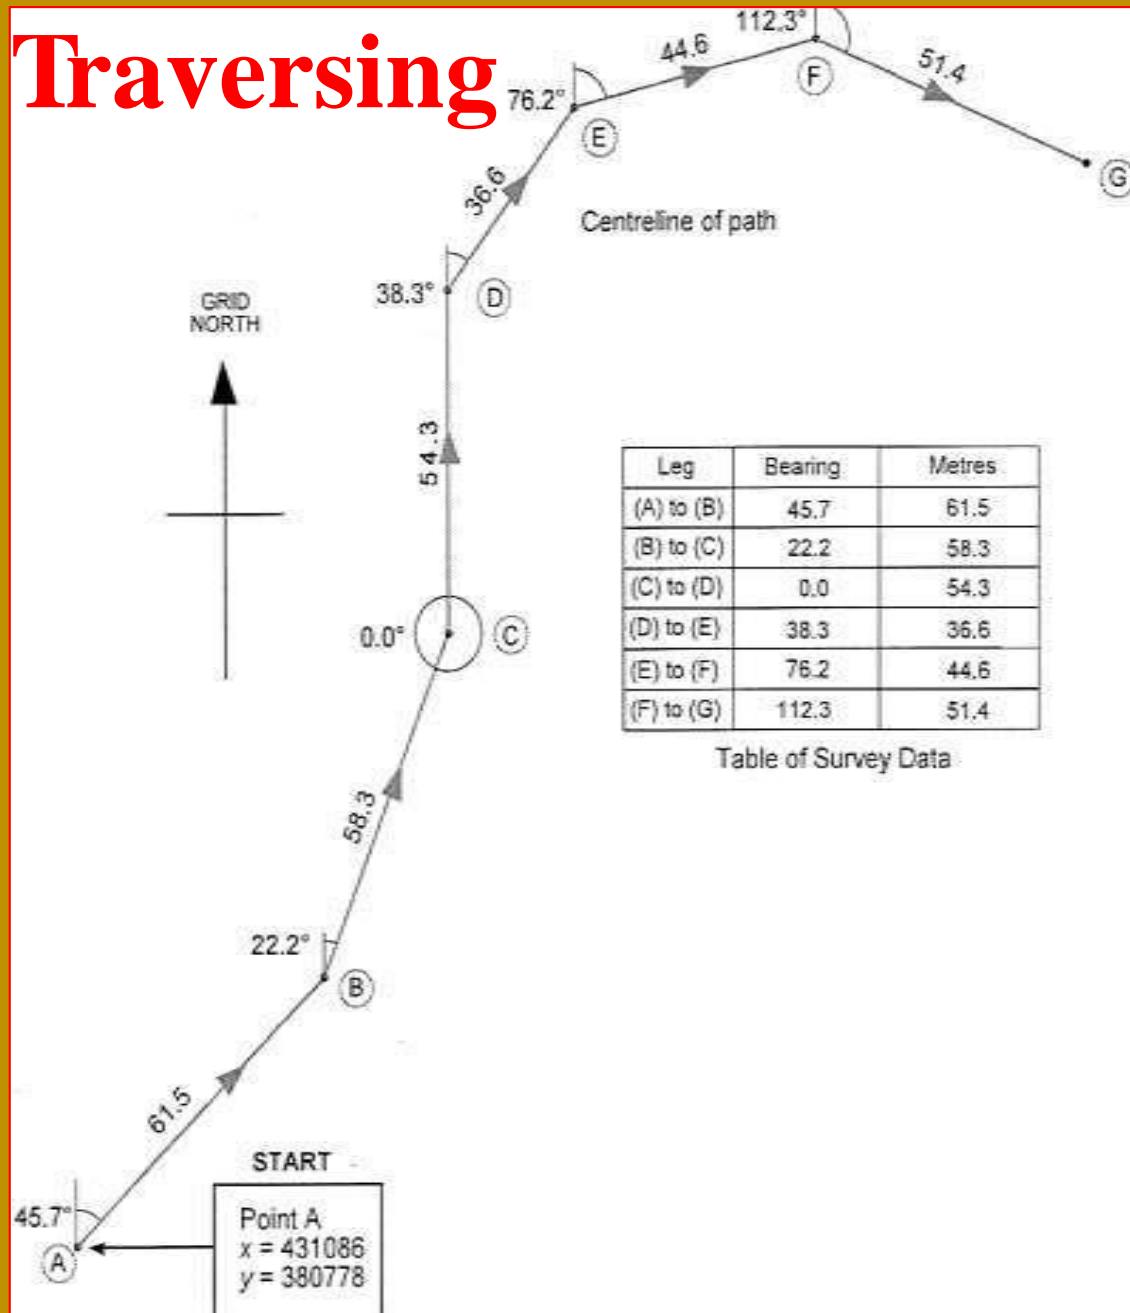 Traversing
112.3°
44.6
51.4
F
76.2°
E
G
36.6
Centreline of path
38.3°
D
GRID
NORTH
54.3
Leg Bearing Metres
(A) to (B) 45.7 61.5
(B) to (C) 22.2 58.3
(C) to (D) 0.0 54.3
(D) to (E) 38.3 36.6
(E) to (F) 76.2 44.6
(F) to (G) 112.3 51.4
Table of Survey Data
0.0°
C
58.3
22.2°
B
61.5
START
45.7°
A
Point A
x = 431086
y = 380778